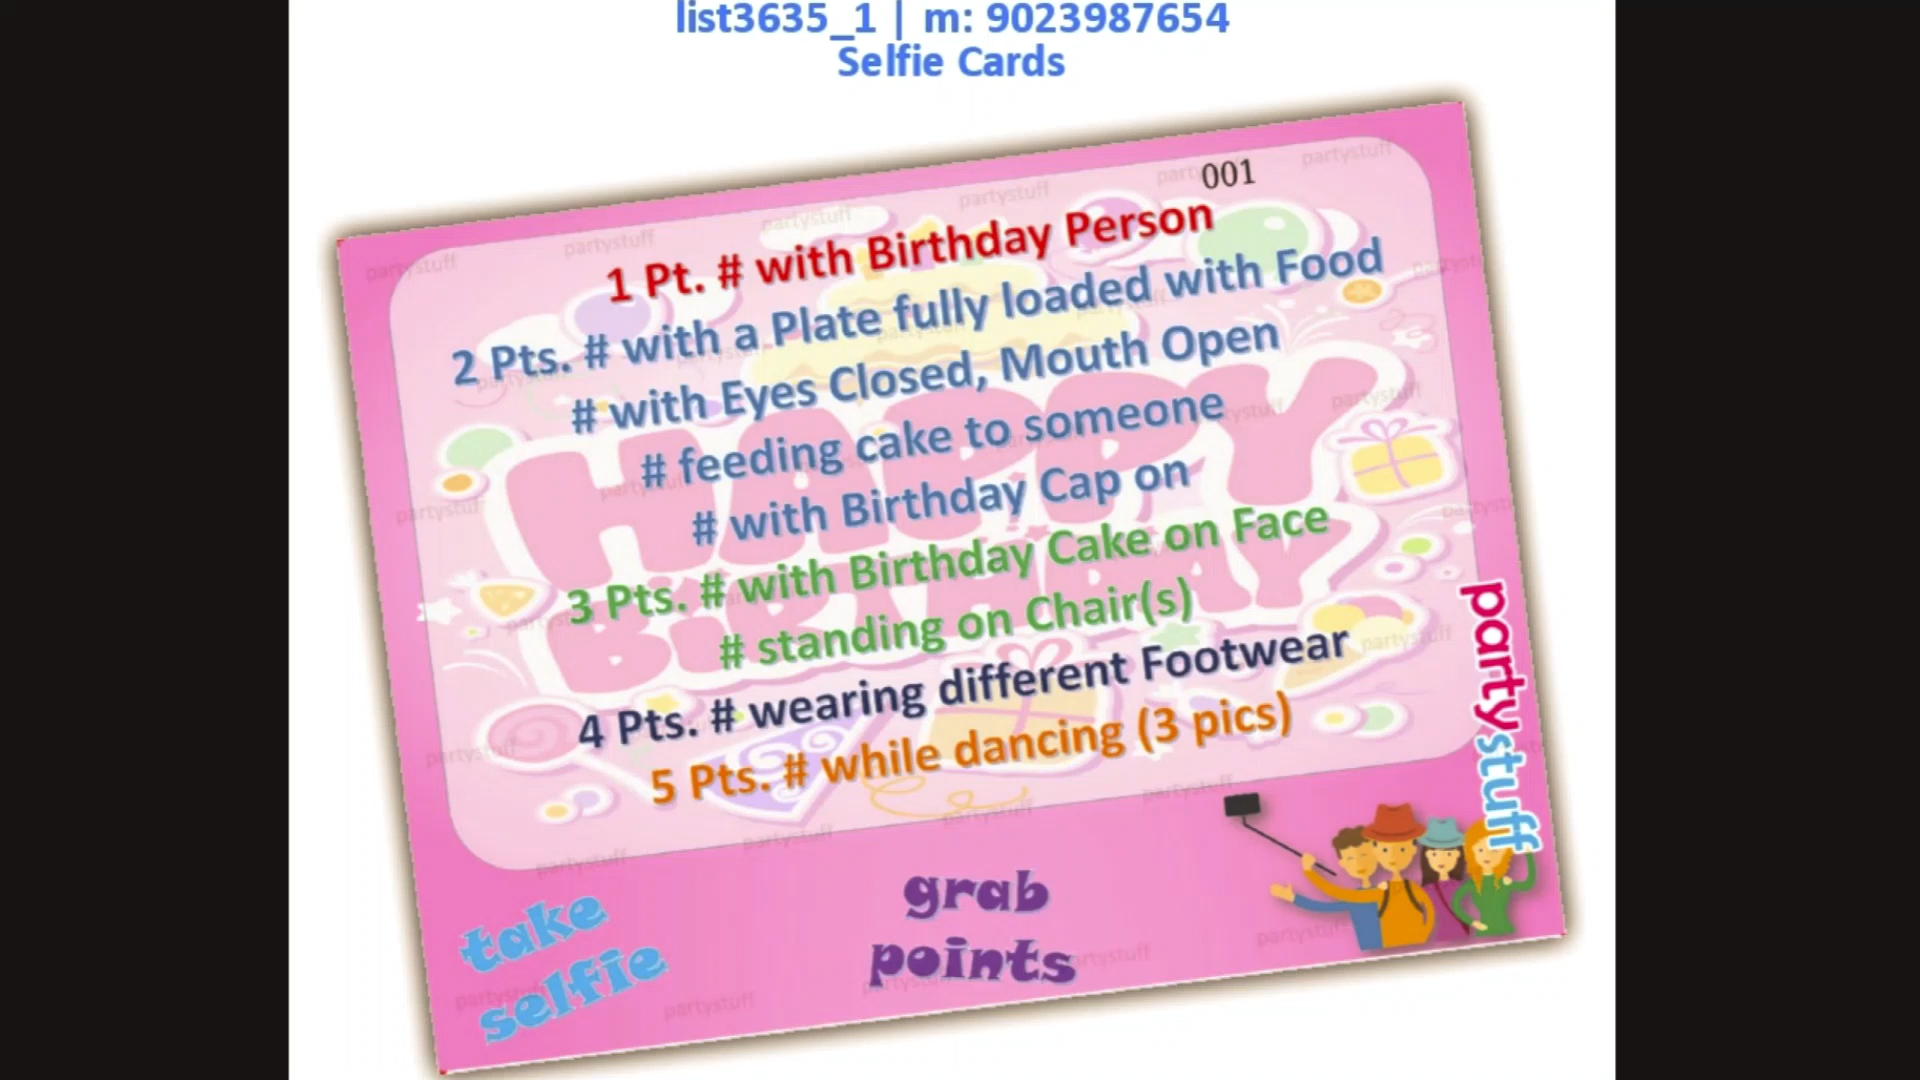 list3635_1 | m: 9023987654
Selfie Cards
001
1 Pt. # with Birthday Person
2 Pts. # with a Plate fully loaded with Food
# with Eyes Closed, Mouth Open
# feeding cake to someone
# with Birthday Cap on
3 Pts. # with Birthday Cake on Face
# standing on Chair(s)
4 Pts. # wearing different Footwear
5 Pts. # while dancing (3 pics)
HAPPY
BiRTHDAY
partystuff
take
selfie
grab
points